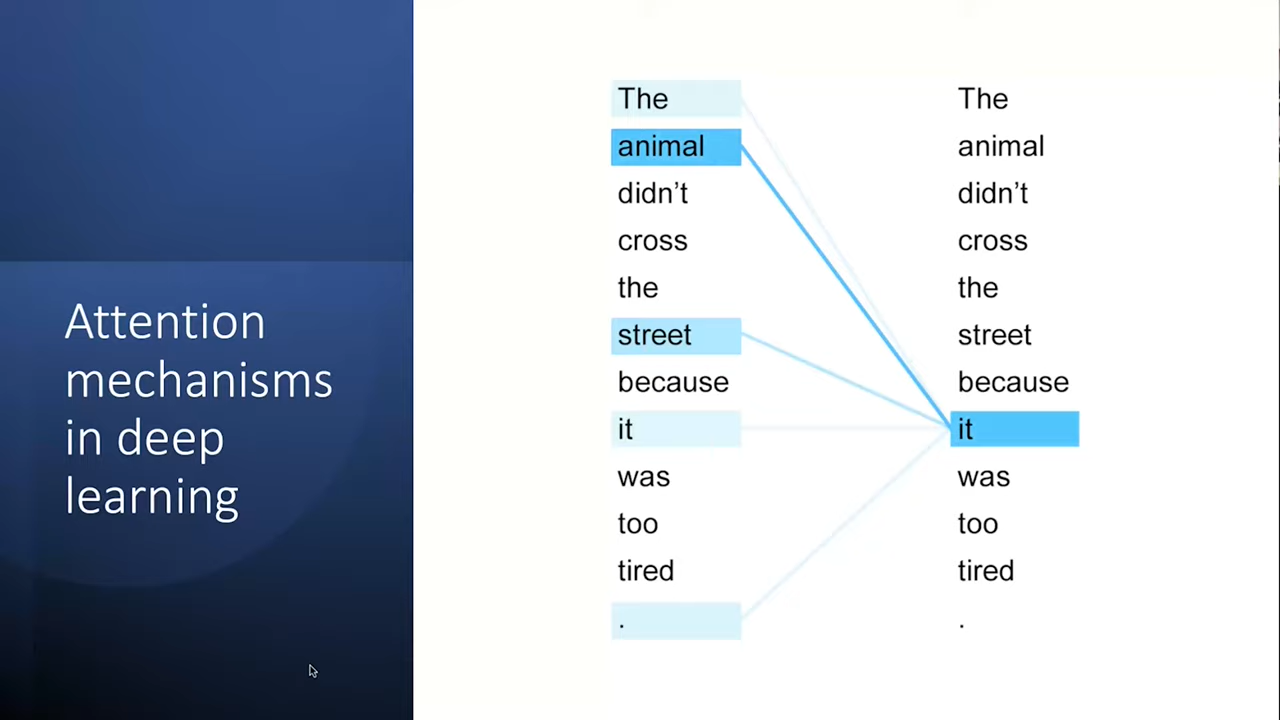 Attention
mechanisms
in deep
learning
The
animal
didn’t
cross
the
street
because
it
was
too
tired
.
The
animal
didn’t
cross
the
street
because
it
was
too
tired
.